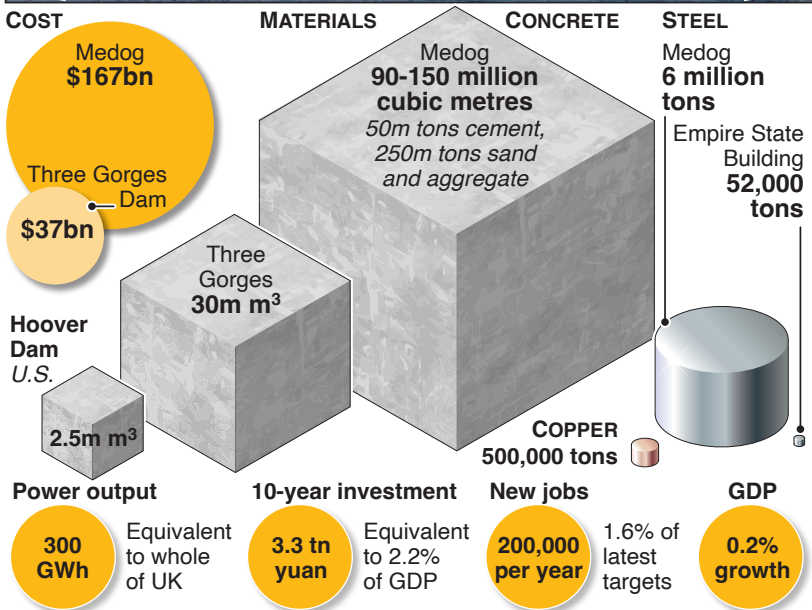 COST
Medog
$167bn
Three Gorges
Dam
$37bn
MATERIALS
CONCRETE
Medog
90-150 million
cubic metres
50m tons cement,
250m tons sand
and aggregate
Three
Gorges
30m m³
Hoover
Dam
U.S.
2.5m m³
STEEL
Medog
6 million
tons
Empire State
Building
52,000
tons
COPPER
500,000 tons
Power output
300
GWh
Equivalent
to whole
of UK
10-year investment
3.3 tn
yuan
Equivalent
to 2.2%
of GDP
New jobs
200,000
per year
1.6% of
latest
targets
GDP
0.2%
growth